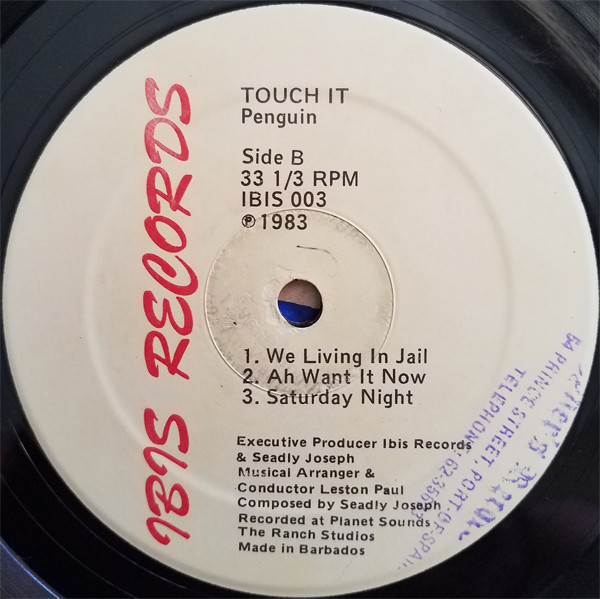 IBIS RECORDS
TOUCH IT
Penguin
Side B
33 1/3 RPM
IBIS 003
℗ 1983
1. We Living In Jail
2. Ah Want It Now
3. Saturday Night
Executive Producer Ibis Records
& Seadly Joseph
Musical Arranger &
Conductor Leston Paul
Composed by Seadly Joseph
Recorded at Planet Sounds
The Ranch Studios
Made in Barbados
54 PRINCE STREET PORT-OF-SPAIN
TELEPHONE